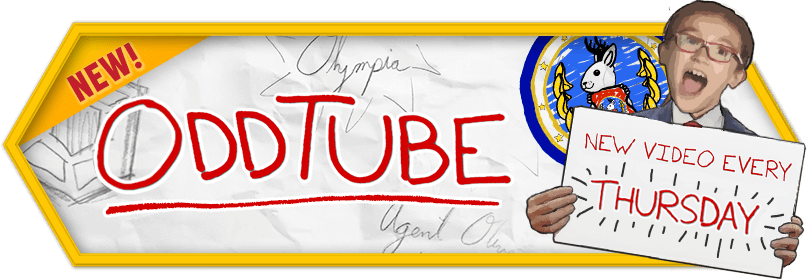 NEW!
Olympia
ODDTUBE
NEW VIDEO EVERY
THURSDAY
Agent